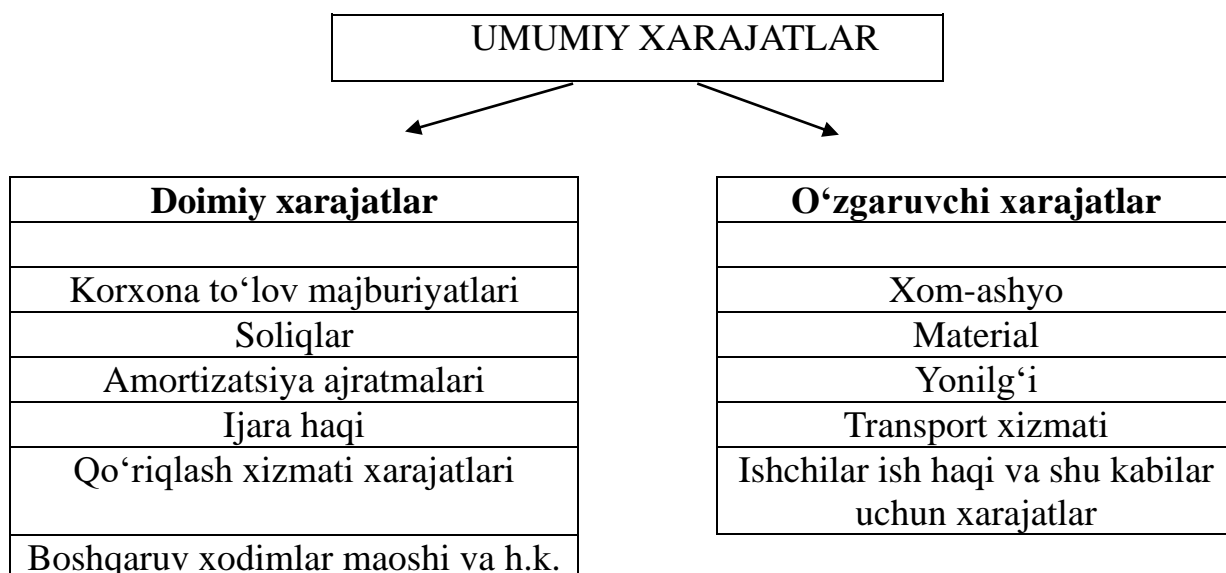 UMUMIY XARAJATLAR
Doimiy xarajatlar
Korxona to‘lov majburiyatlari
Soliqlar
Amortizatsiya ajratmalari
Ijara haqi
Qo‘riqlash xizmati xarajatlari
Boshqaruv xodimlar maoshi va h.k.
O‘zgaruvchi xarajatlar
Xom-ashyo
Material
Yonilg‘i
Transport xizmati
Ishchilar ish haqi va shu kabilar
uchun xarajatlar